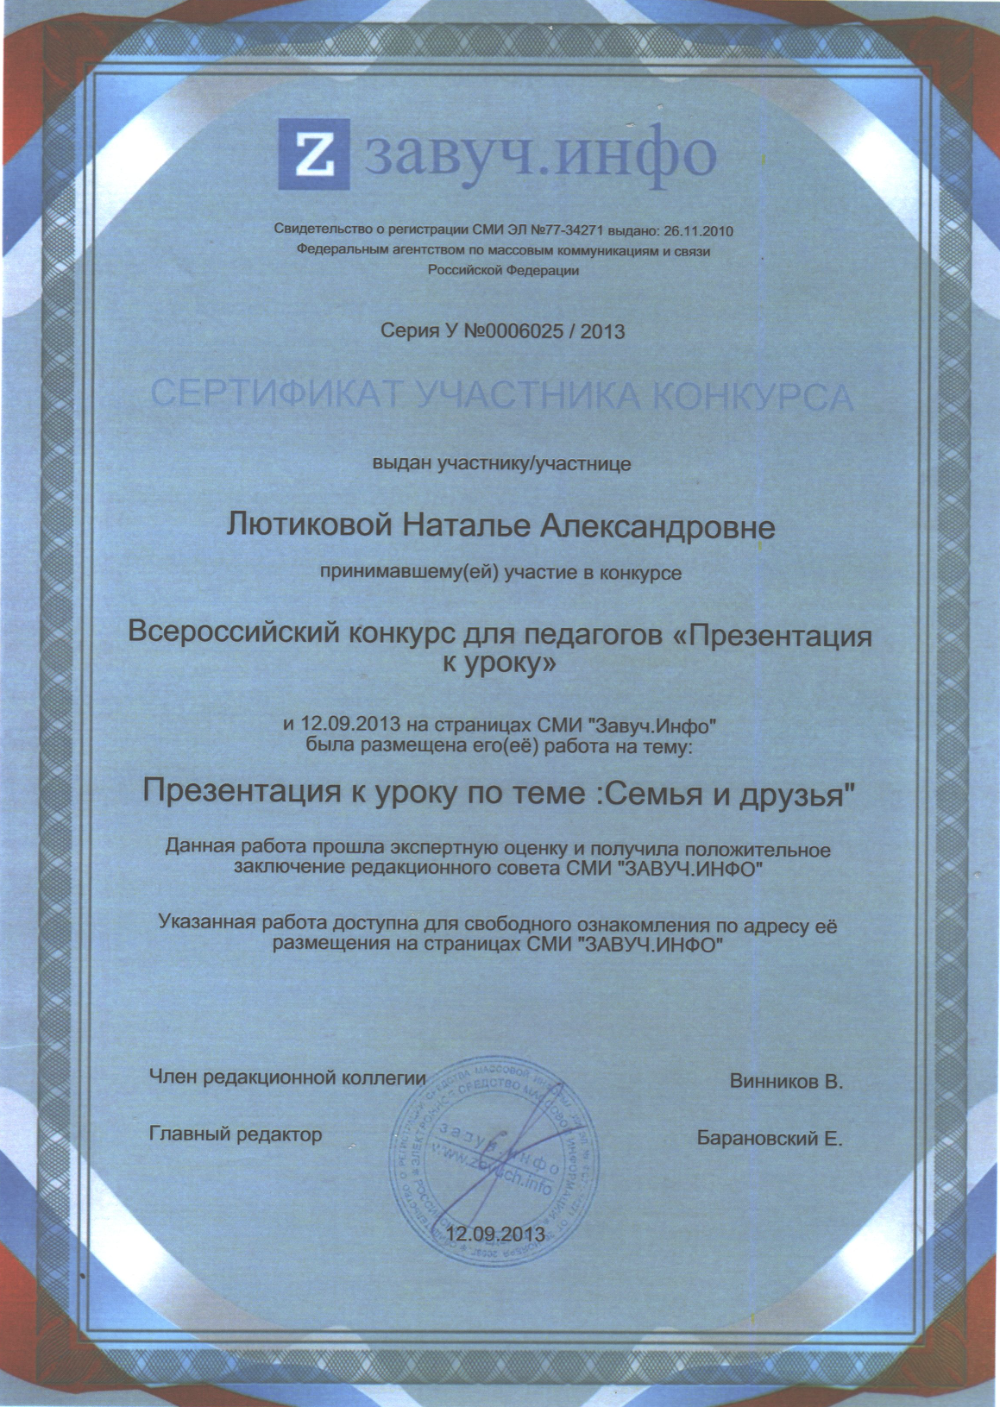 Z завуч.инфо
Свидетельство о регистрации СМИ ЭЛ №77-34271 выдано: 26.11.2010
Федеральным агентством по массовым коммуникациям и связи
Российской Федерации
Серия У №0006025 / 2013
СЕРТИФИКАТ УЧАСТНИКА КОНКУРСА
выдан участнику/участнице
Лютиковой Наталье Александровне
принимавшему(ей) участие в конкурсе
Всероссийский конкурс для педагогов «Презентация
к уроку»
и 12.09.2013 на страницах СМИ "Завуч.Инфо"
была размещена его(её) работа на тему:
Презентация к уроку по теме :Семья и друзья"
Данная работа прошла экспертную оценку и получила положительное
заключение редакционного совета СМИ "ЗАВУЧ.ИНФО"
Указанная работа доступна для свободного ознакомления по адресу её
размещения на страницах СМИ "ЗАВУЧ.ИНФО"
Член редакционной коллегии Винников В.
Главный редактор Барановский Е.
завуч.инфо
www.zavuch.info
12.09.2013